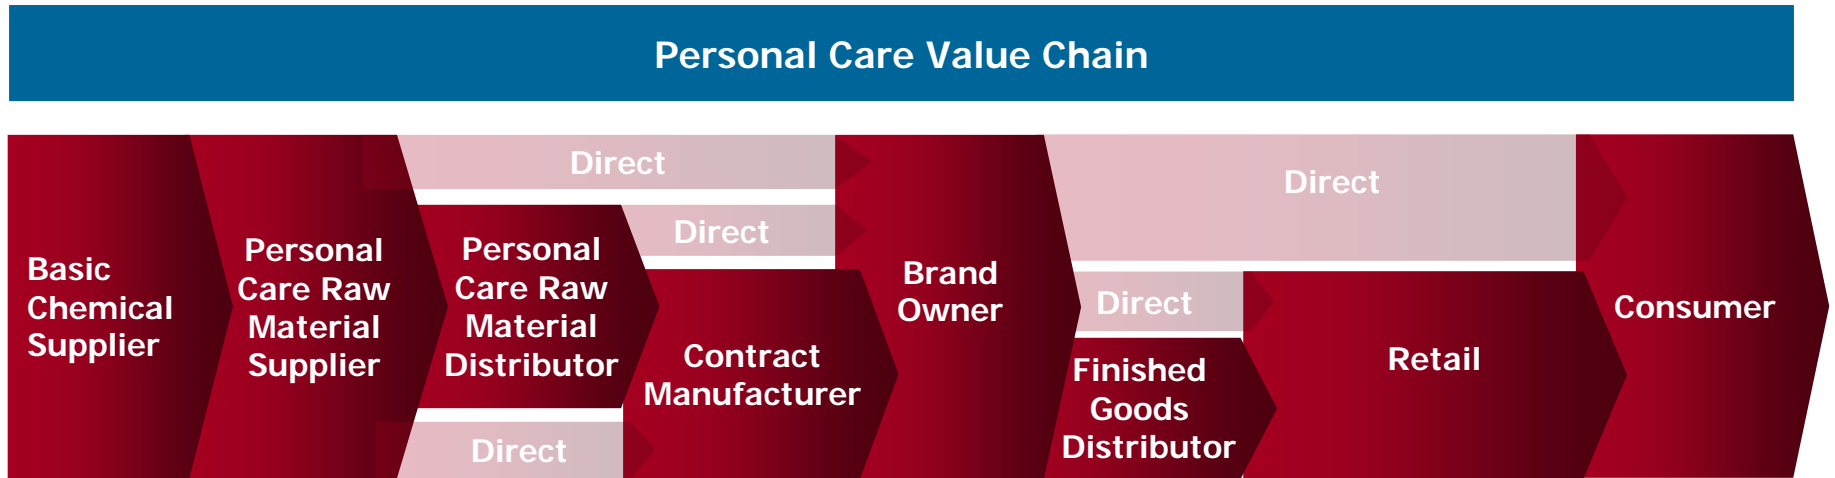 Personal Care Value Chain
Basic
Chemical
Supplier
Personal
Care Raw
Material
Supplier
Direct
Personal
Care Raw
Material
Distributor
Direct
Direct
Contract
Manufacturer
Brand
Owner
Direct
Direct
Finished
Goods
Distributor
Retail
Consumer